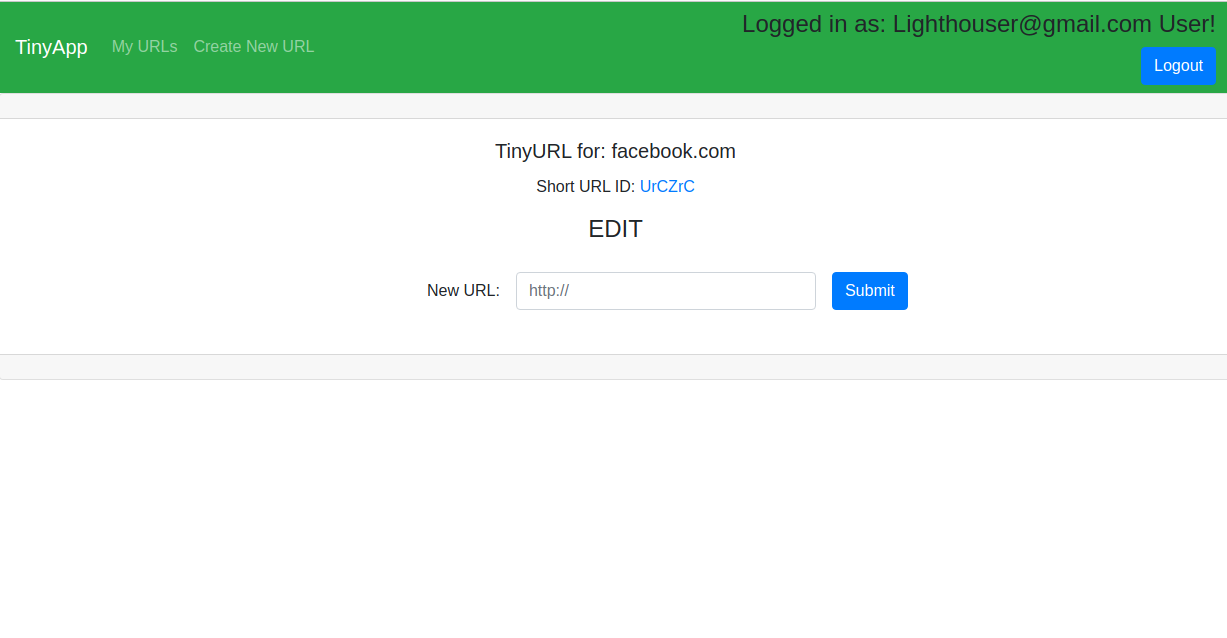 Logged in as: Lighthouser@gmail.com User!
TinyApp My URLs Create New URL
Logout
TinyURL for: facebook.com
Short URL ID: UrCZrC
EDIT
New URL: http:// Submit